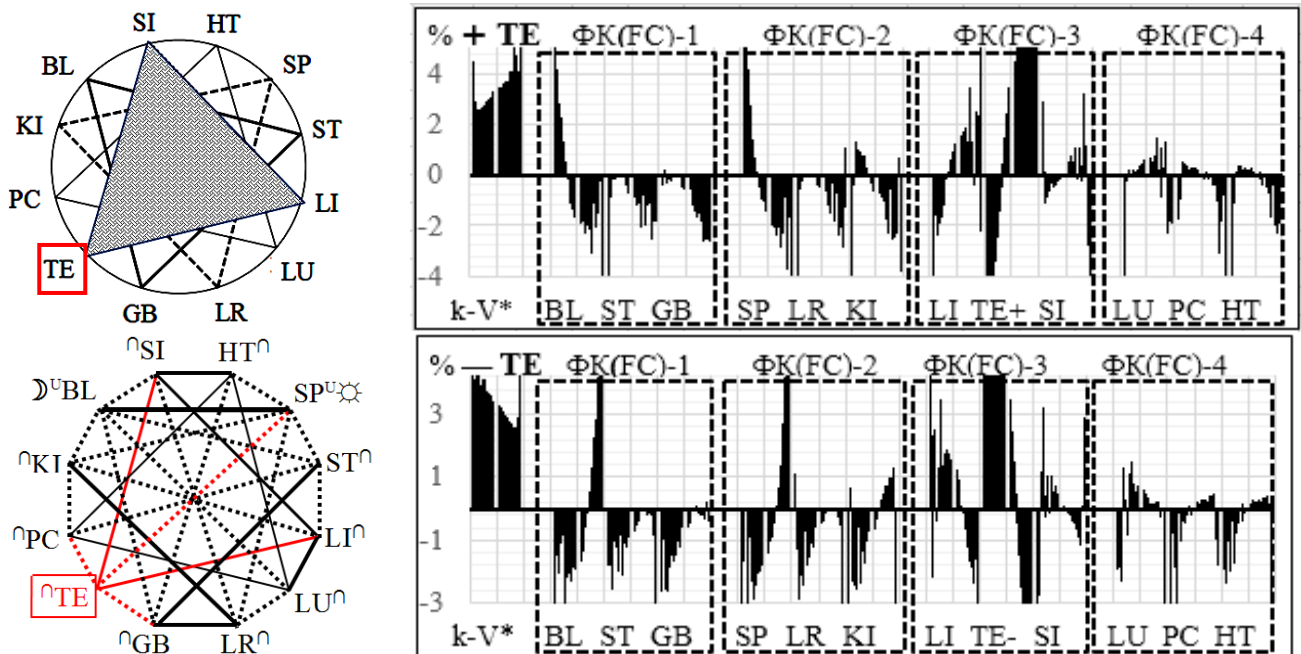 SI HT
BL SP
KI ST
PC LI
TE LU
GB LR
∩SI HT∩
☽ᑌBL SPᑌ☼
∩KI ST∩
∩PC LI∩
∩TE LU∩
∩GB LR∩
% + TE ФК(FC)-1 ФК(FC)-2 ФК(FC)-3 ФК(FC)-4
4
2
0
-2
-4
k-V* BL ST GB SP LR KI LI TE+ SI LU PC HT
% — TE ФК(FC)-1 ФК(FC)-2 ФК(FC)-3 ФК(FC)-4
3
1
-1
-3
k-V* BL ST GB SP LR KI LI TE- SI LU PC HT